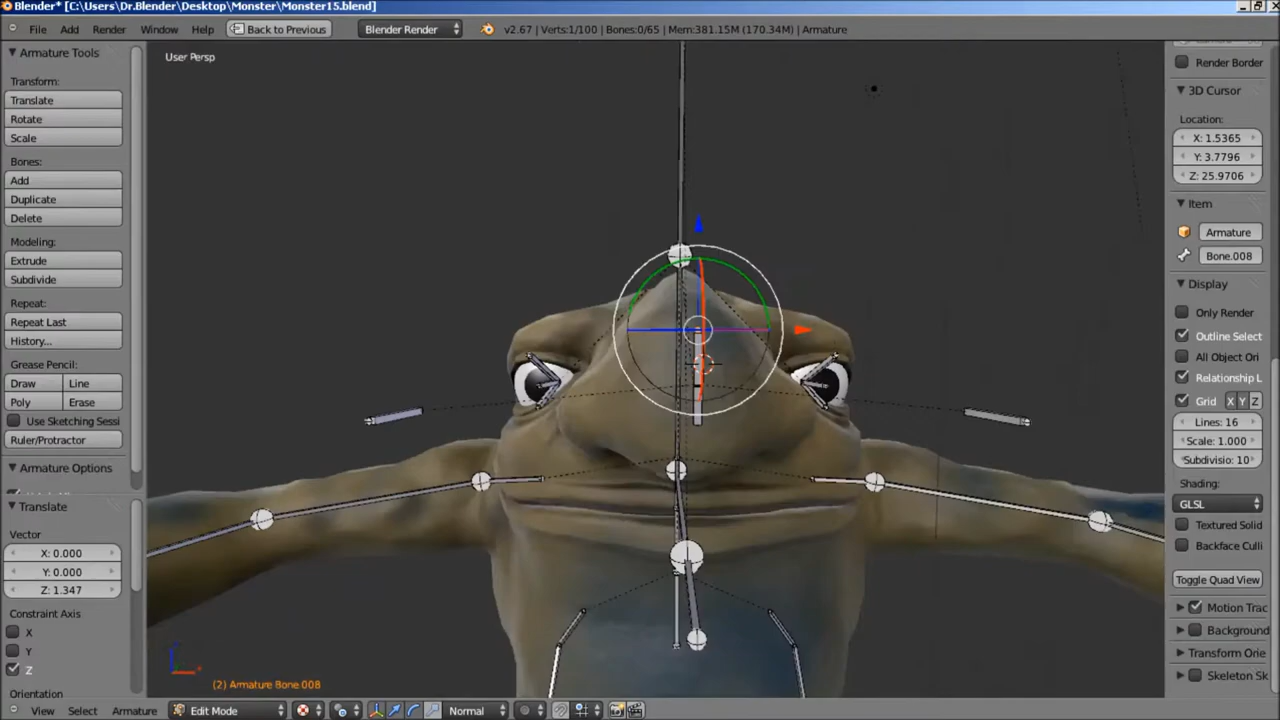 Blender* [C:\Users\Dr.Blender\Desktop\Monster\Monster15.blend]
File Add Render Window Help Back to Previous Blender Render v2.67 | Verts:1/100 | Bones:0/65 | Mem:381.15M (170.34M) | Armature
Armature Tools
Transform:
Translate
Rotate
Scale
Bones:
Add
Duplicate
Delete
Modeling:
Extrude
Subdivide
Repeat:
Repeat Last
History...
Grease Pencil:
Draw Line
Poly Erase
Use Sketching Sessi
Ruler/Protractor
Armature Options
Translate
Vector
X: 0.000
Y: 0.000
Z: 1.347
Constraint Axis
X
Y
Z
Orientation
User Persp
(2) Armature Bone.008
Render Border
3D Cursor
Location:
X: 1.5365
Y: 3.7796
Z: 25.9706
Item
Armature
Bone.008
Display
Only Render
Outline Select
All Object Ori
Relationship L
Grid X Y Z
Lines: 16
Scale: 1.000
Subdivisio: 10
Shading:
GLSL
Textured Solid
Backface Culli
Toggle Quad View
Motion Trac
Background
Transform Orie
Skeleton Sk
View Select Armature Edit Mode Normal